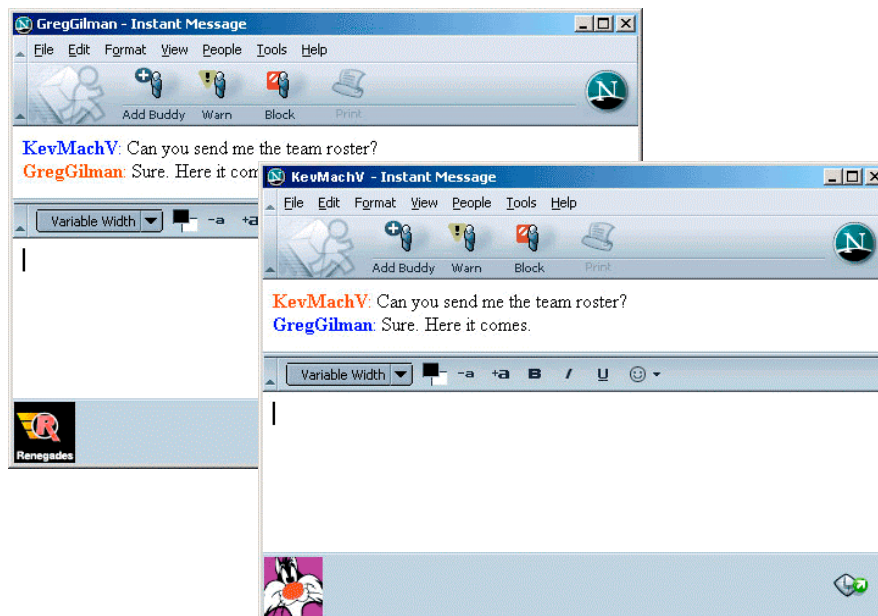 GregGilman - Instant Message
File Edit Format View People Tools Help
Add Buddy Warn Block Print
N
KevMachV: Can you send me the team roster?
GregGilman: Sure. Here it com
Variable Width -a +a
R
Renegades
KevMachV - Instant Message
File Edit Format View People Tools Help
Add Buddy Warn Block Print
N
KevMachV: Can you send me the team roster?
GregGilman: Sure. Here it comes.
Variable Width -a +a B I U